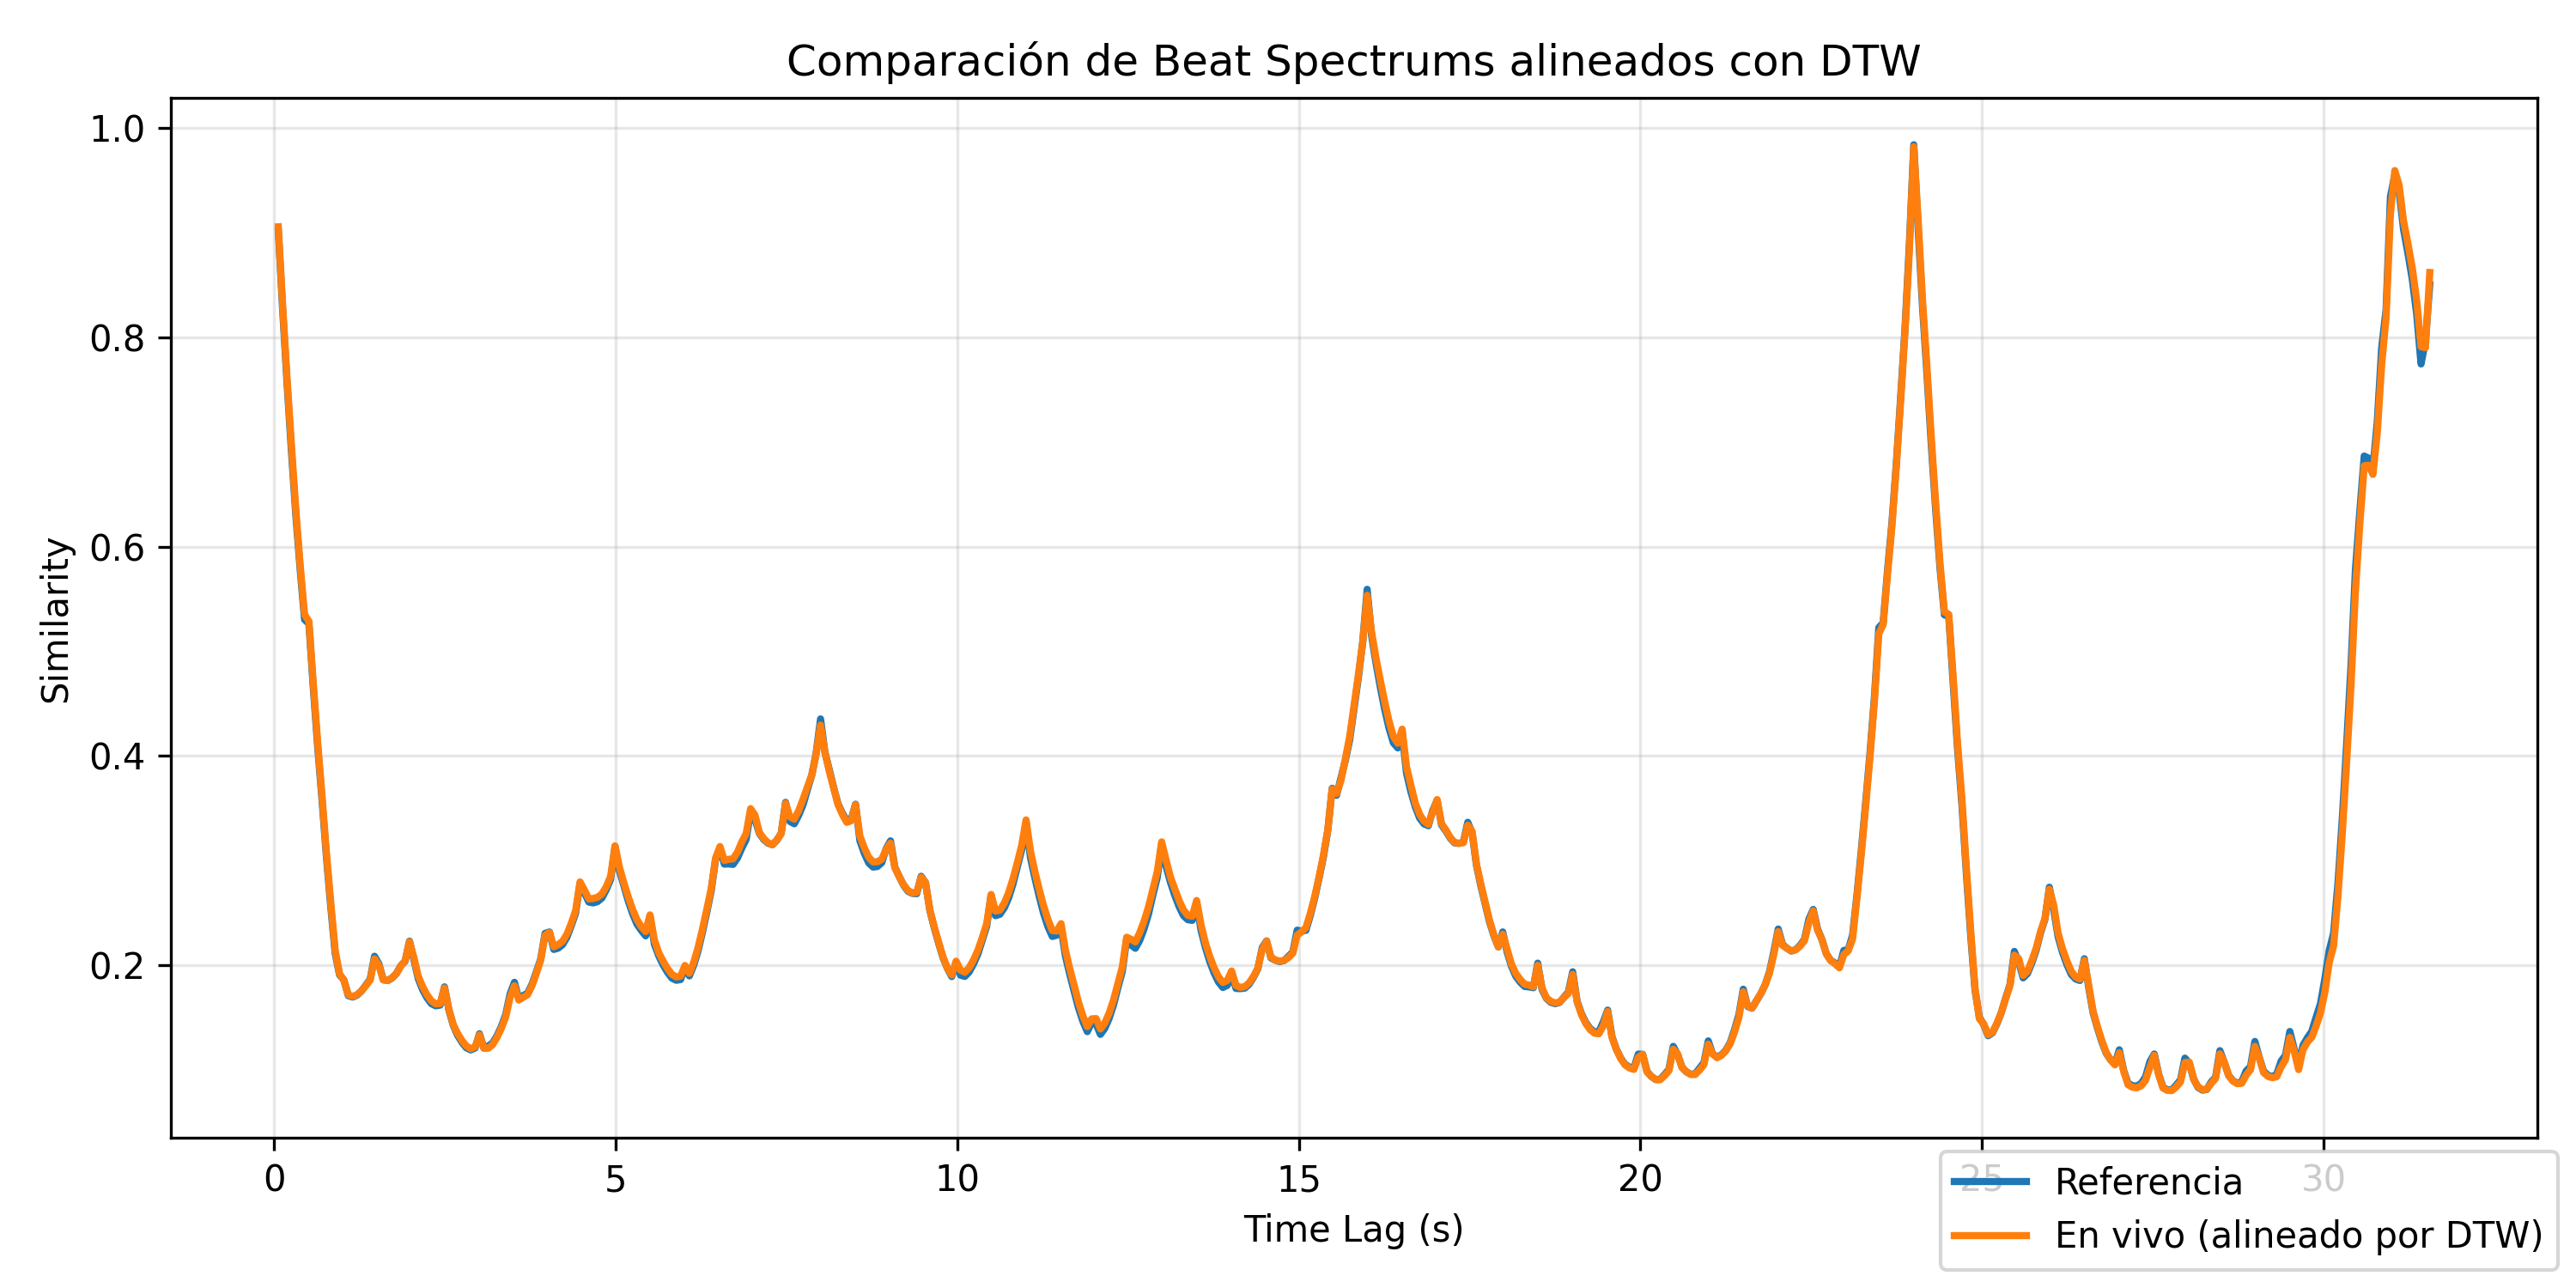 Comparación de Beat Spectrums alineados con DTW
1.0
0.8
0.6
0.4
0.2
Similarity
0 5 10 15 20 25 30
Time Lag (s)
Referencia
En vivo (alineado por DTW)